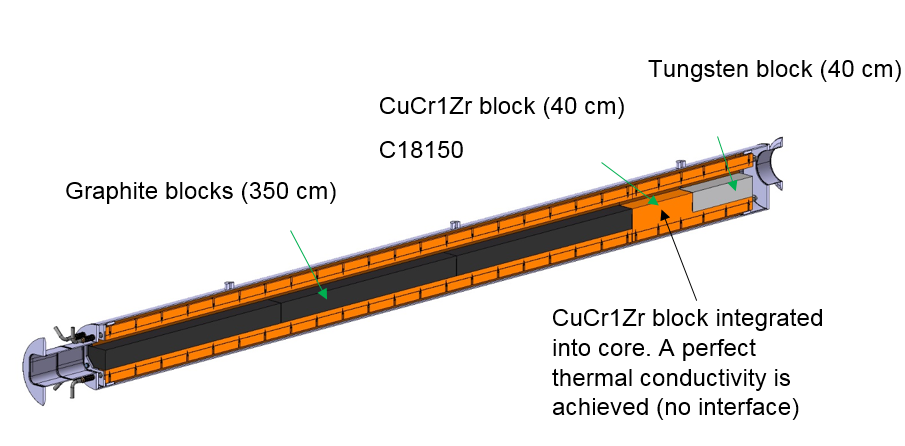 Tungsten block (40 cm)
CuCr1Zr block (40 cm)
C18150
Graphite blocks (350 cm)
CuCr1Zr block integrated
into core. A perfect
thermal conductivity is
achieved (no interface)